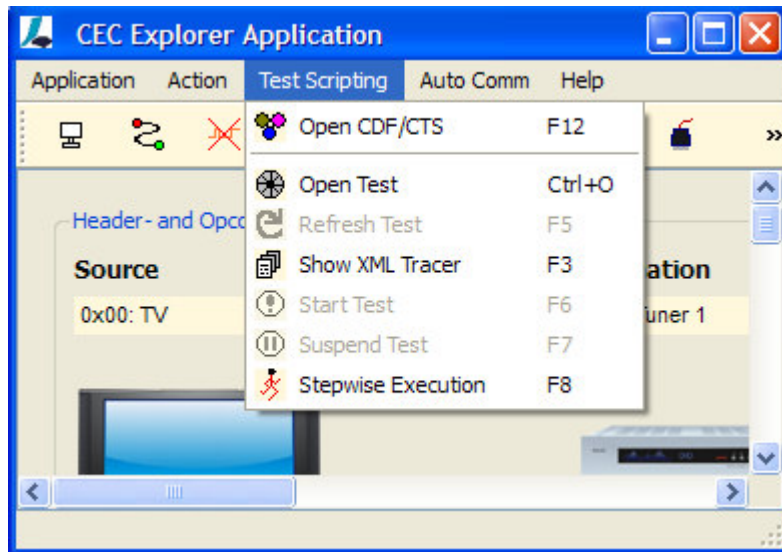 CEC Explorer Application
Application Action Test Scripting Auto Comm Help
Open CDF/CTS F12
Open Test Ctrl+O
Header- and Opco
Refresh Test F5
Source
Show XML Tracer F3
ation
0x00: TV
Start Test F6
uner 1
Suspend Test F7
Stepwise Execution F8